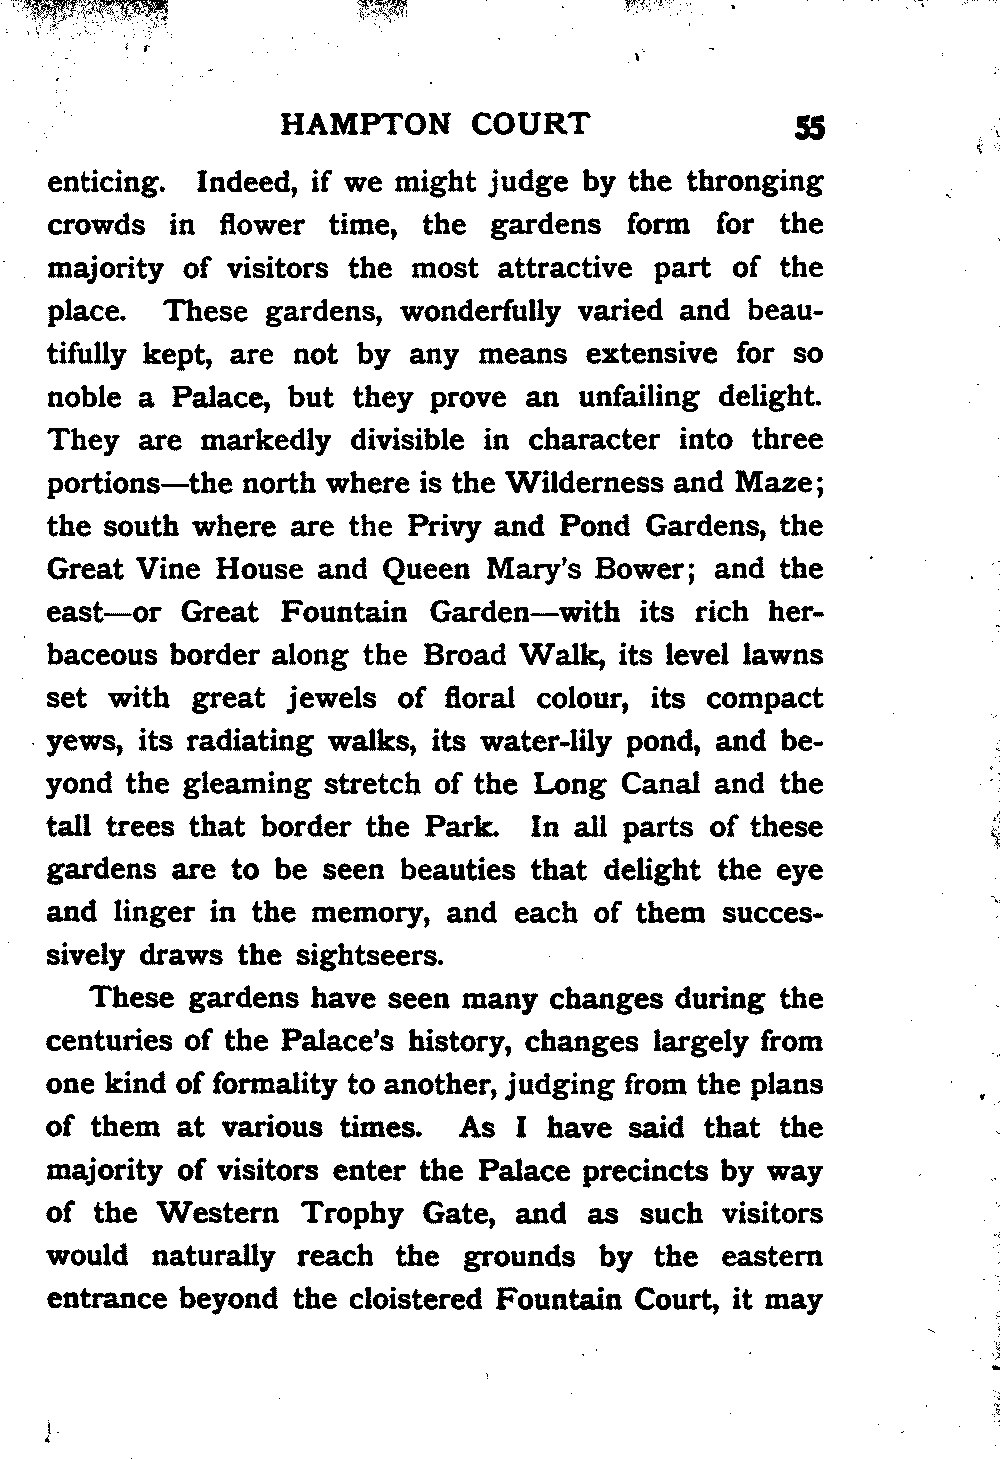 HAMPTON COURT 55
enticing. Indeed, if we might judge by the thronging
crowds in flower time, the gardens form for the
majority of visitors the most attractive part of the
place. These gardens, wonderfully varied and beau-
tifully kept, are not by any means extensive for so
noble a Palace, but they prove an unfailing delight.
They are markedly divisible in character into three
portions—the north where is the Wilderness and Maze;
the south where are the Privy and Pond Gardens, the
Great Vine House and Queen Mary's Bower; and the
east—or Great Fountain Garden—with its rich her-
baceous border along the Broad Walk, its level lawns
set with great jewels of floral colour, its compact
yews, its radiating walks, its water-lily pond, and be-
yond the gleaming stretch of the Long Canal and the
tall trees that border the Park. In all parts of these
gardens are to be seen beauties that delight the eye
and linger in the memory, and each of them succes-
sively draws the sightseers.
These gardens have seen many changes during the
centuries of the Palace's history, changes largely from
one kind of formality to another, judging from the plans
of them at various times. As I have said that the
majority of visitors enter the Palace precincts by way
of the Western Trophy Gate, and as such visitors
would naturally reach the grounds by the eastern
entrance beyond the cloistered Fountain Court, it may